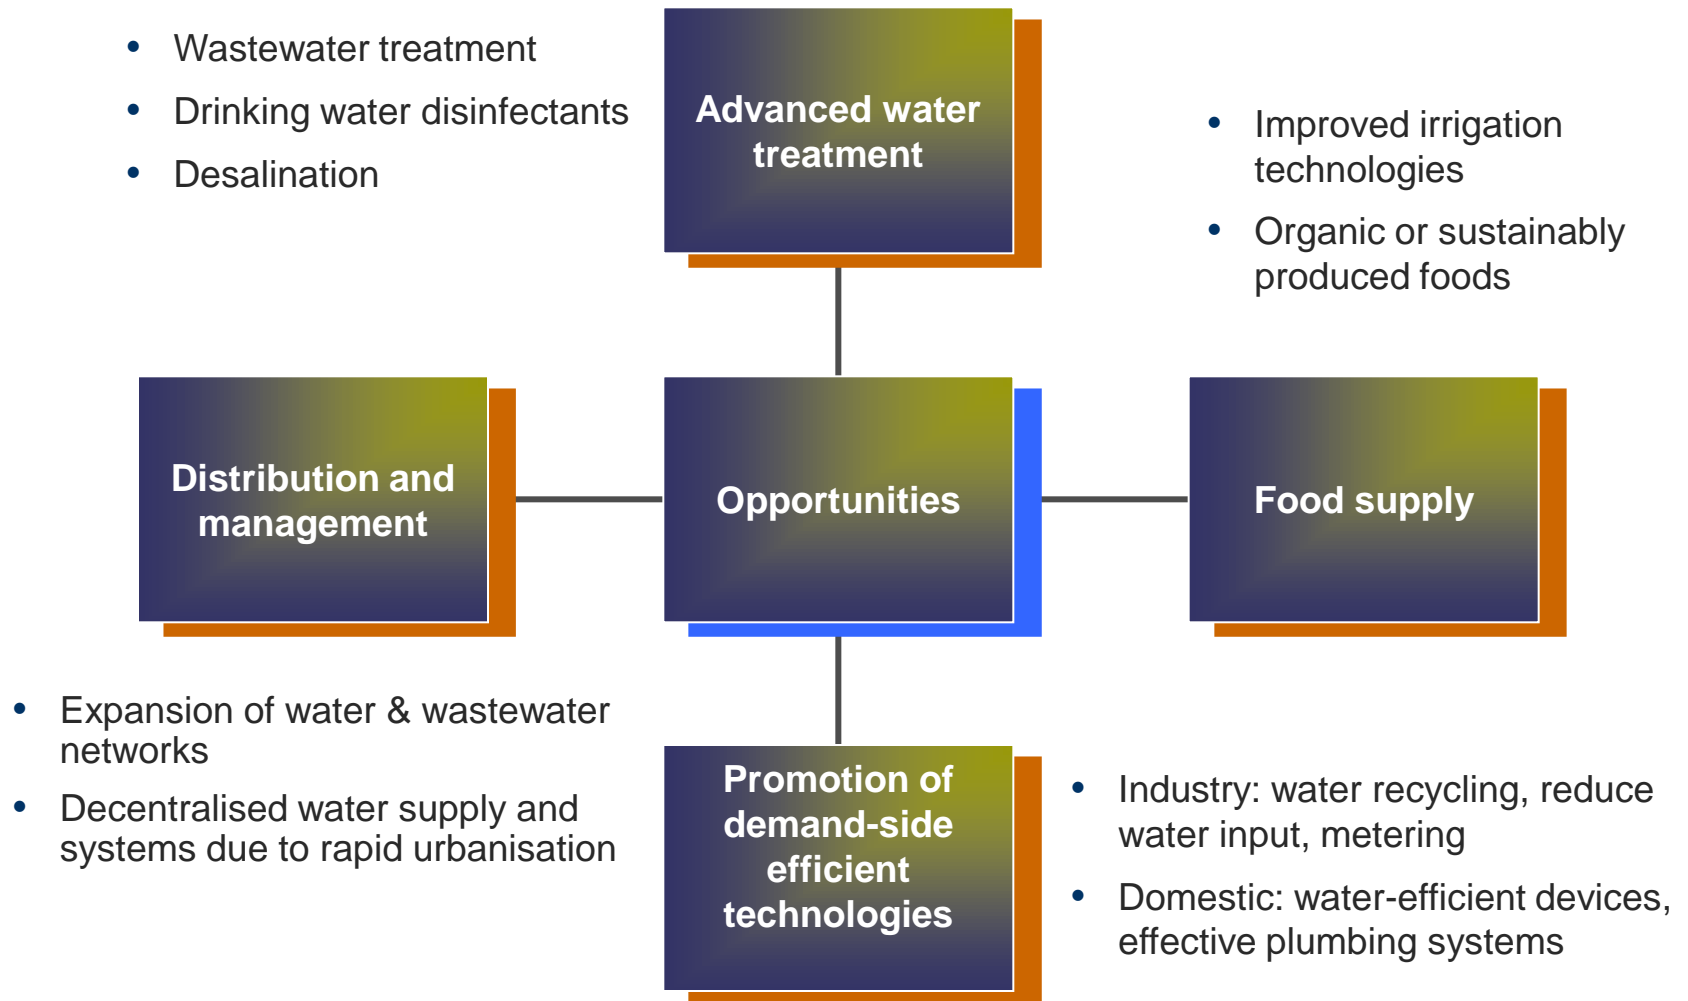 • Wastewater treatment
• Drinking water disinfectants
• Desalination
Advanced water
treatment
• Improved irrigation
technologies
• Organic or sustainably
produced foods
Distribution and
management
Opportunities
Food supply
• Expansion of water & wastewater
networks
• Decentralised water supply and
systems due to rapid urbanisation
Promotion of
demand-side
efficient
technologies
• Industry: water recycling, reduce
water input, metering
• Domestic: water-efficient devices,
effective plumbing systems